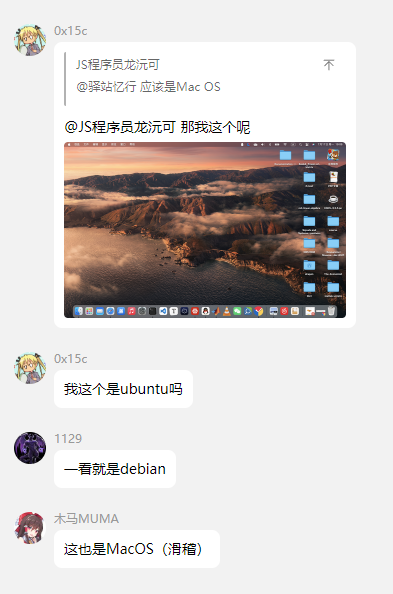 0x15c
JS程序员龙沅可
@驿站忆行 应该是Mac OS
@JS程序员龙沅可 那我这个呢
0x15c
我这个是ubuntu吗
1129
一看就是debian
木马MUMA
这也是MacOS（滑稽）